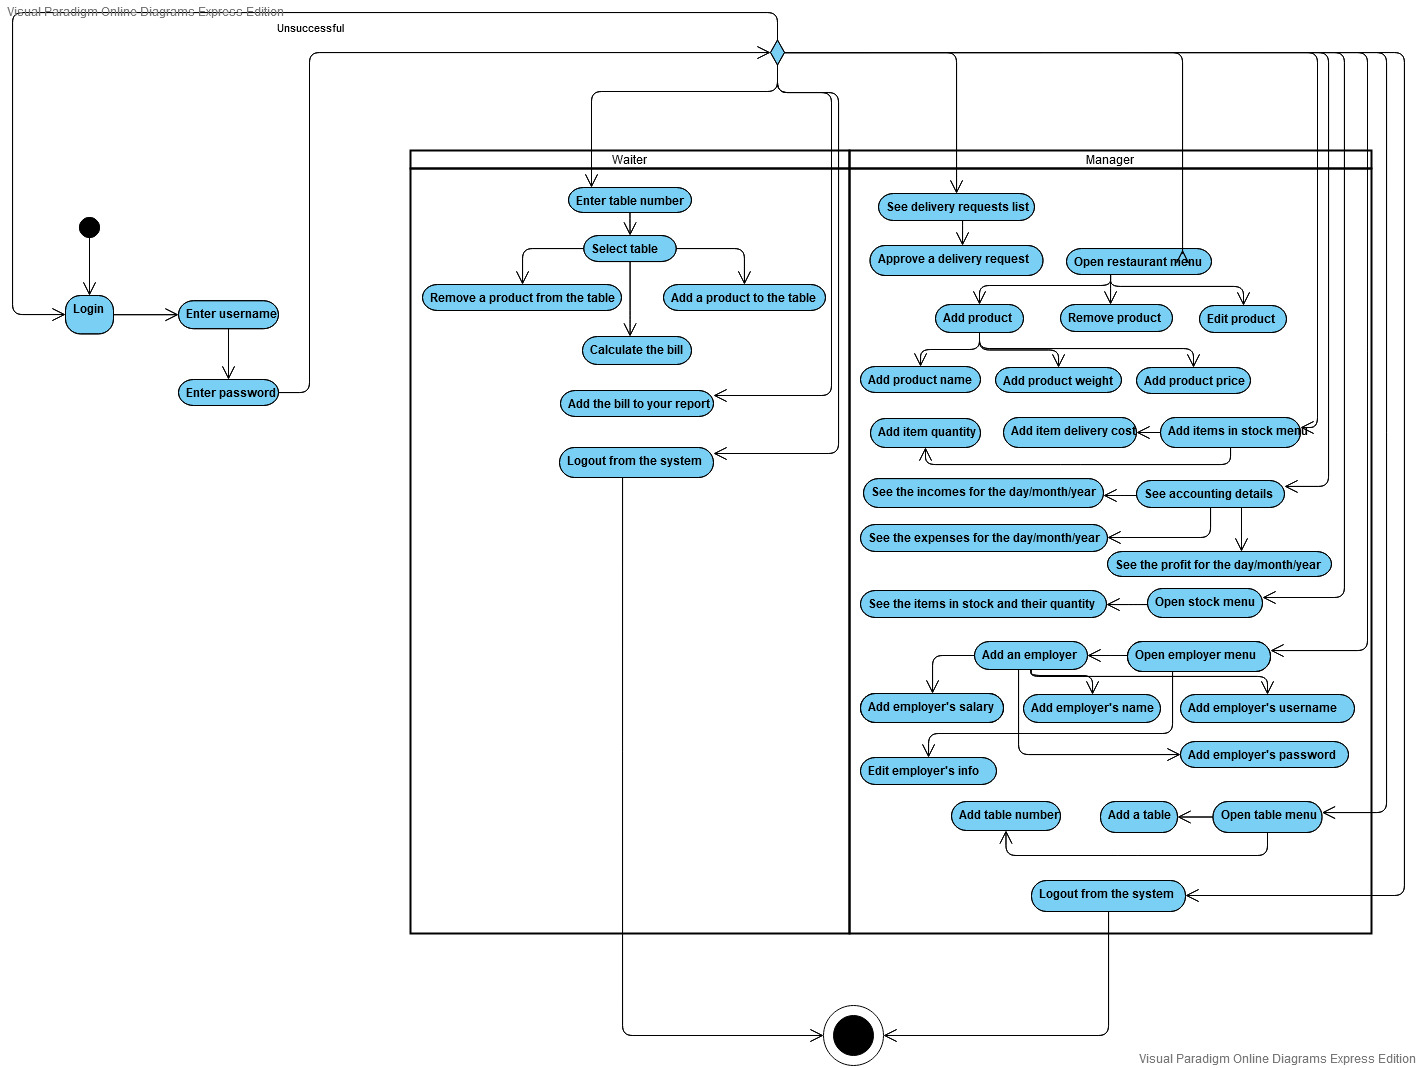 Visual Paradigm Online Diagrams Express Edition
Unsuccessful
Waiter
Manager
Enter table number
See delivery requests list
Select table
Approve a delivery request
Open restaurant menu
Remove a product from the table
Add a product to the table
Login
Enter username
Add product
Remove product
Edit product
Calculate the bill
Add product name
Add product weight
Add product price
Enter password
Add the bill to your report
Add item quantity
Add item delivery cost
Add items in stock menu
Logout from the system
See the incomes for the day/month/year
See accounting details
See the expenses for the day/month/year
See the profit for the day/month/year
See the items in stock and their quantity
Open stock menu
Add an employer
Open employer menu
Add employer's salary
Add employer's name
Add employer's username
Add employer's password
Edit employer's info
Add table number
Add a table
Open table menu
Logout from the system
Visual Paradigm Online Diagrams Express Edition